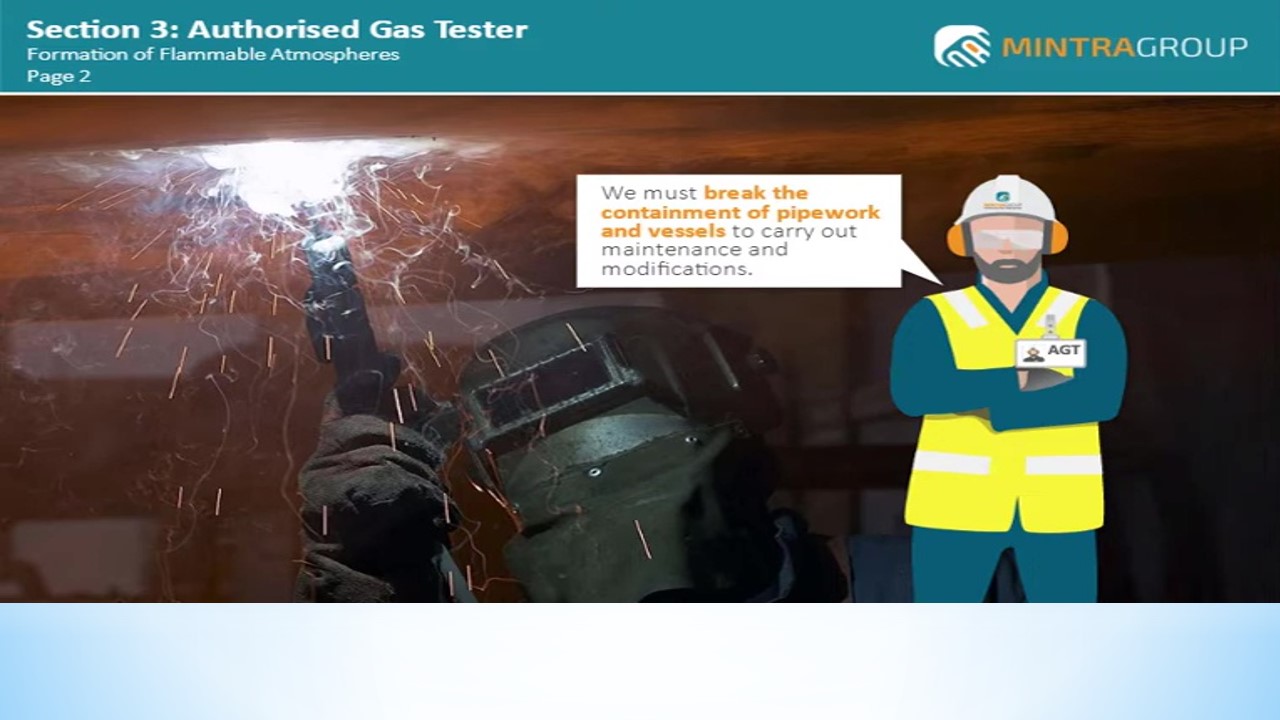 Section 3: Authorised Gas Tester
Formation of Flammable Atmospheres
Page 2
MINTRAGROUP
We must break the
containment of pipework
and vessels to carry out
maintenance and
modifications.
AGT